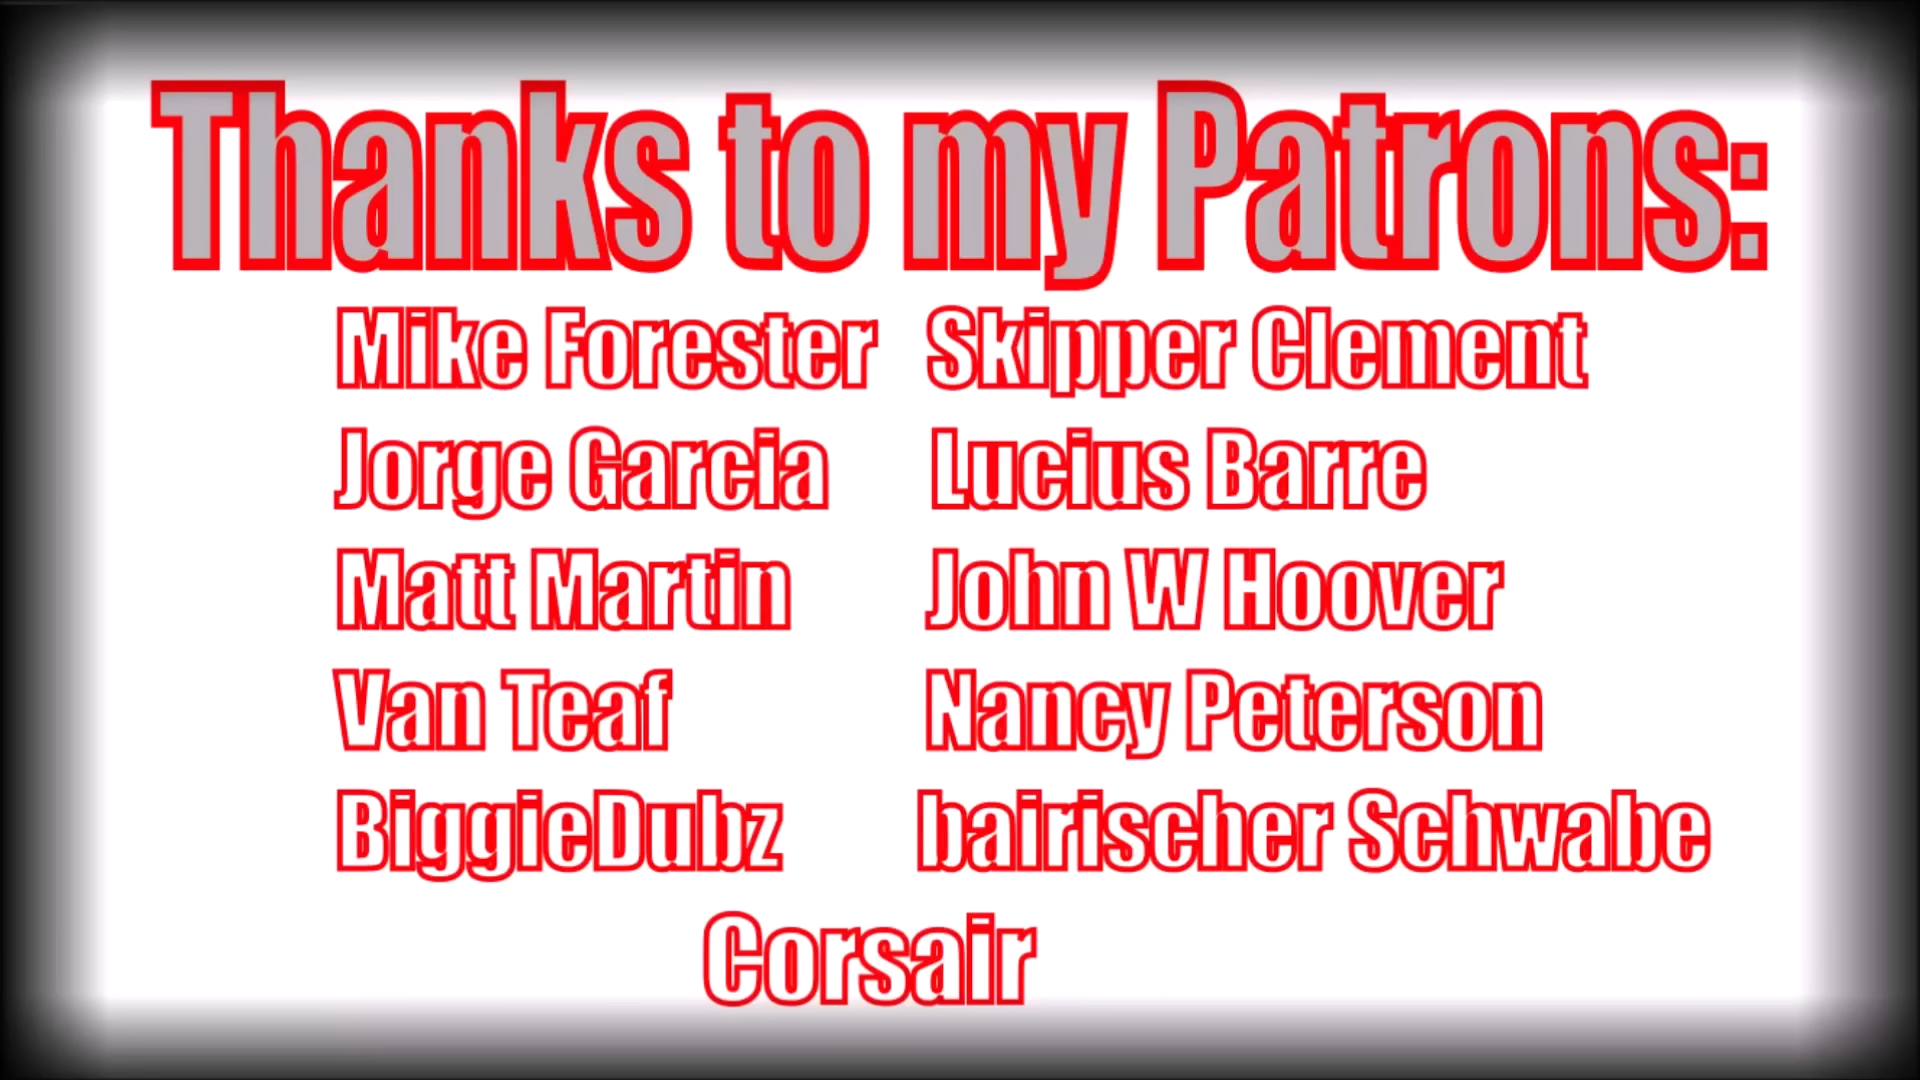 Thanks to my Patrons:
Mike Forester Skipper Clement
Jorge Garcia Lucius Barre
Matt Martin John W Hoover
Van Teaf Nancy Peterson
BiggieDubz bairischer Schwabe
Corsair